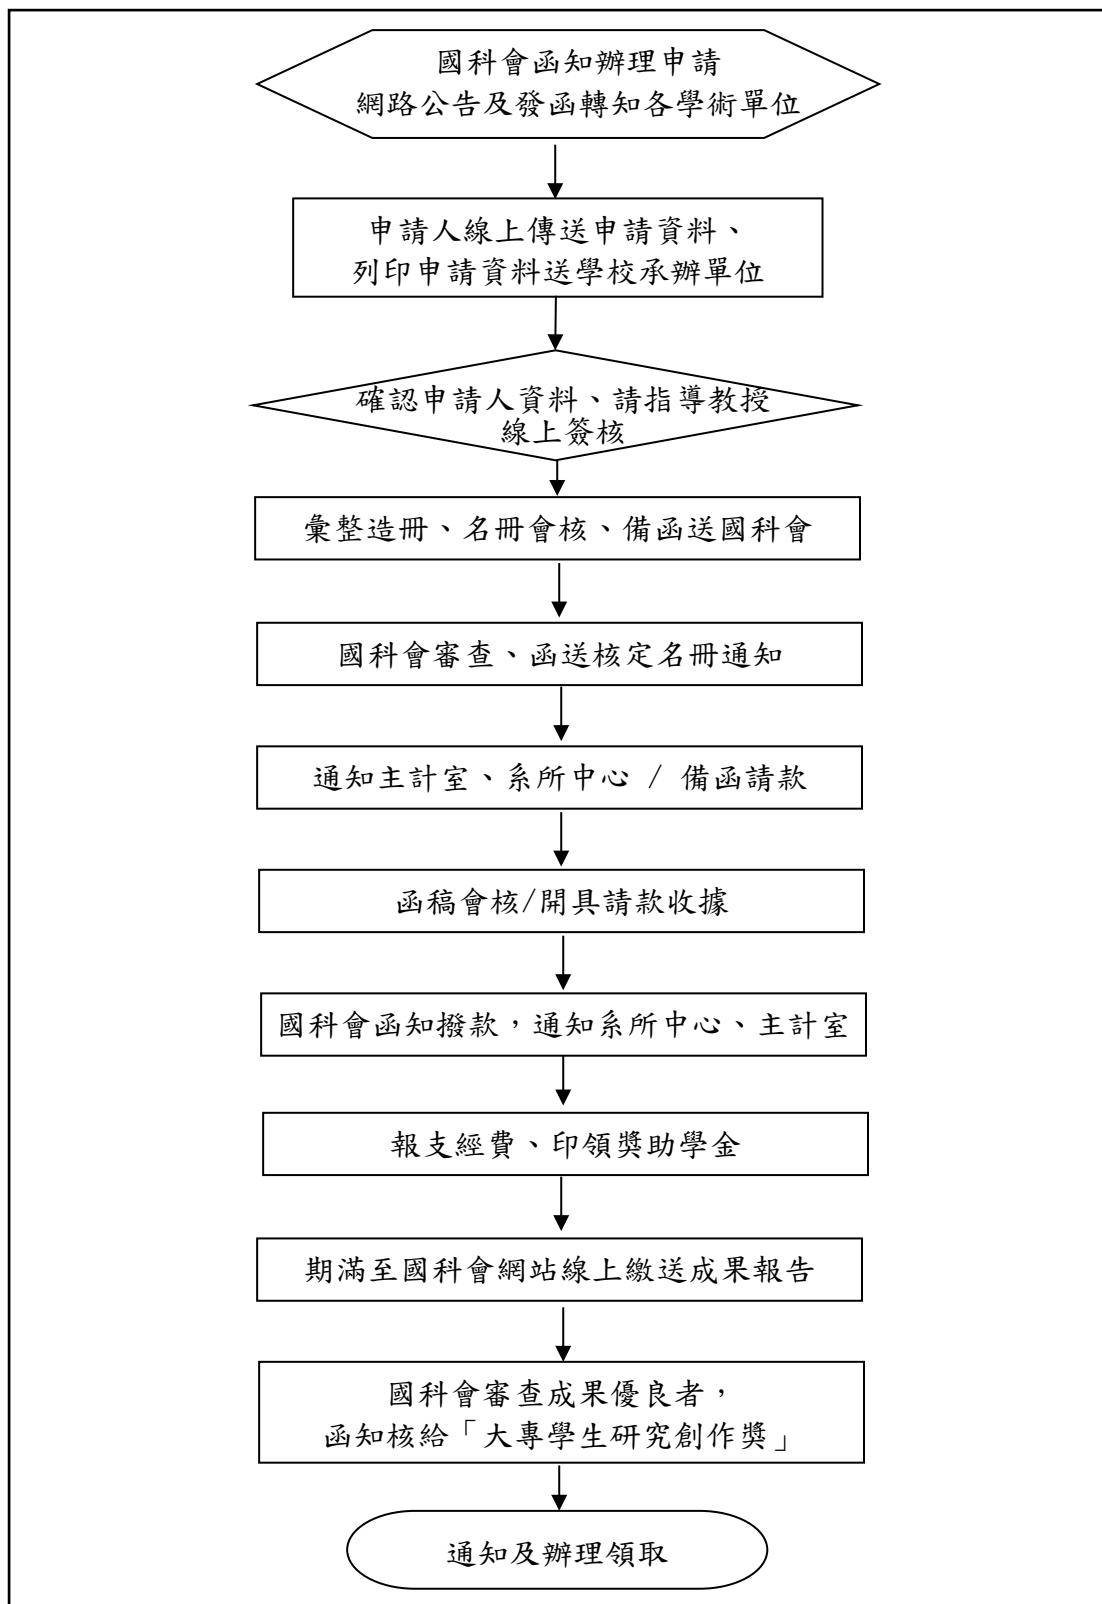 國科會函知辦理申請
網路公告及發函轉知各學術單位
申請人線上傳送申請資料、
列印申請資料送學校承辦單位
確認申請人資料、請指導教授
線上簽核
彙整造冊、名冊會核、備函送國科會
國科會審查、函送核定名冊通知
通知主計室、系所中心 / 備函請款
函稿會核/開具請款收據
國科會函知撥款，通知系所中心、主計室
報支經費、印領獎助學金
期滿至國科會網站線上繳送成果報告
國科會審查成果優良者，
函知核給「大專學生研究創作獎」
通知及辦理領取